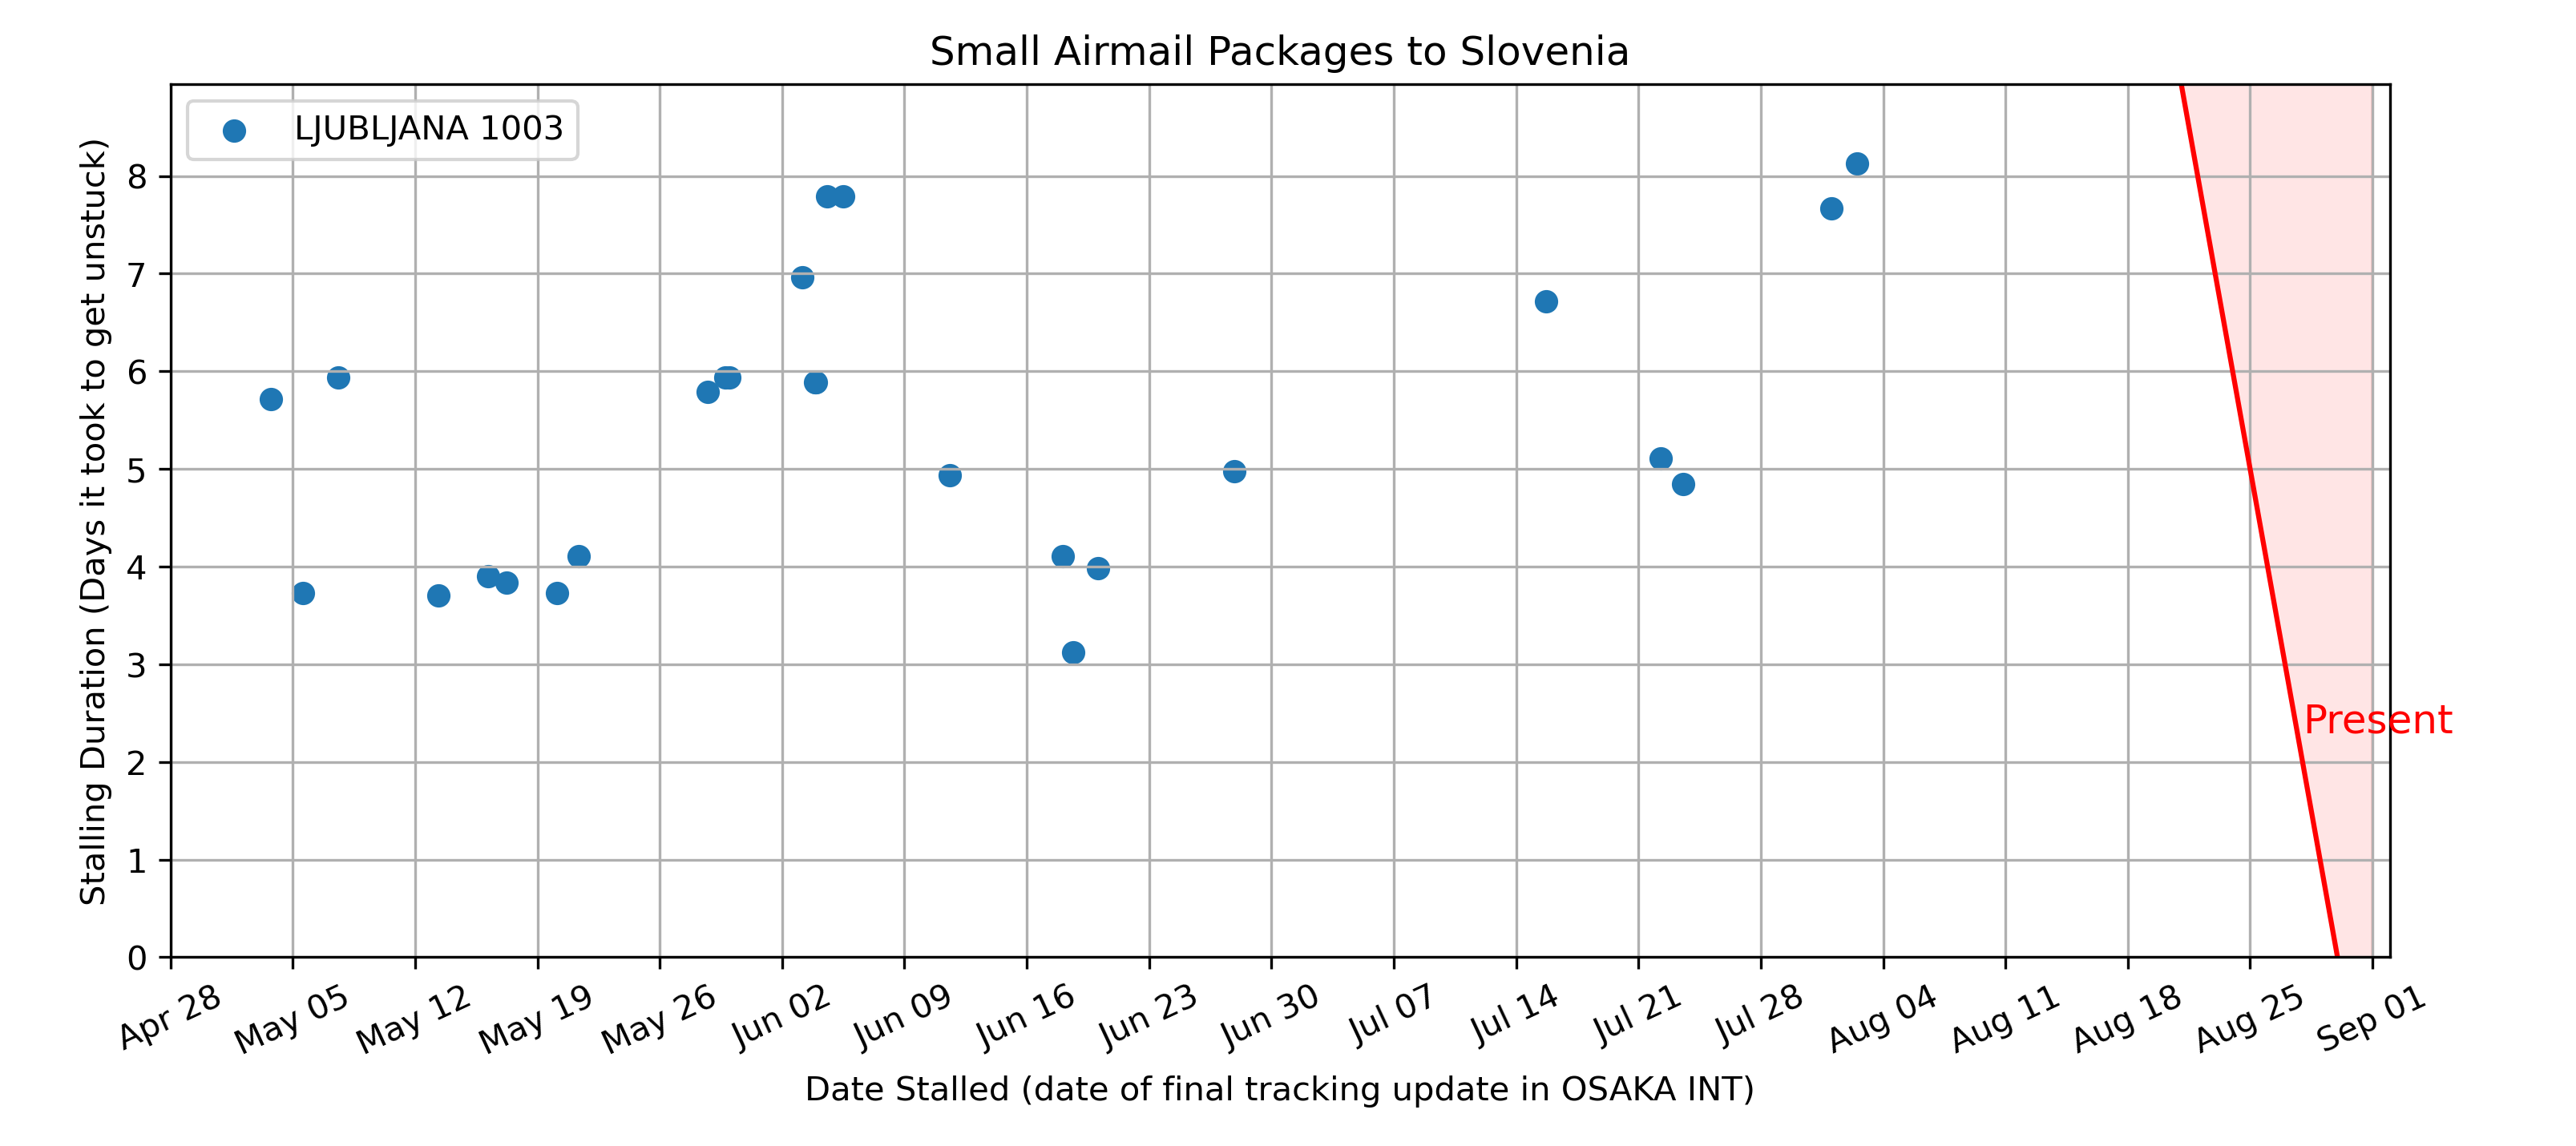 Small Airmail Packages to Slovenia
LJUBLJANA 1003
Stalling Duration (Days it took to get unstuck)
8
7
6
5
4
3
2
1
0
Present
Apr 28
May 05
May 12
May 19
May 26
Jun 02
Jun 09
Jun 16
Jun 23
Jun 30
Jul 07
Jul 14
Jul 21
Jul 28
Aug 04
Aug 11
Aug 18
Aug 25
Sep 01
Date Stalled (date of final tracking update in OSAKA INT)